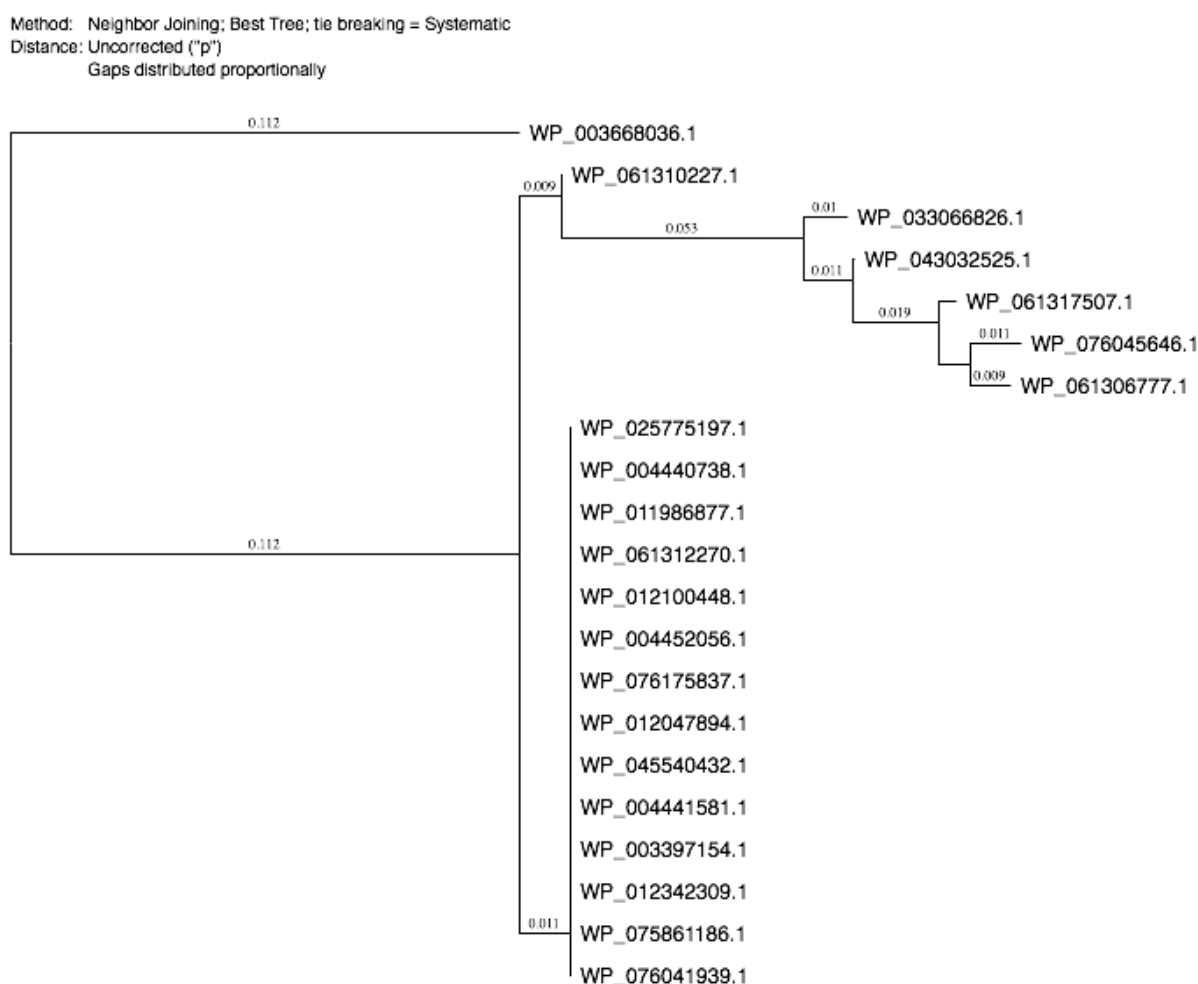 Method: Neighbor Joining; Best Tree; tie breaking = Systematic
Distance: Uncorrected ("p")
Gaps distributed proportionally
0.112
WP_003668036.1
WP_061310227.1
0.009
0.01
WP_033066826.1
0.053
WP_043032525.1
0.011
WP_061317507.1
0.019
0.011
WP_076045646.1
0.009
WP_061306777.1
WP_025775197.1
WP_004440738.1
WP_011986877.1
0.112
WP_061312270.1
WP_012100448.1
WP_004452056.1
WP_076175837.1
WP_012047894.1
WP_045540432.1
WP_004441581.1
WP_003397154.1
WP_012342309.1
0.011
WP_075861186.1
WP_076041939.1